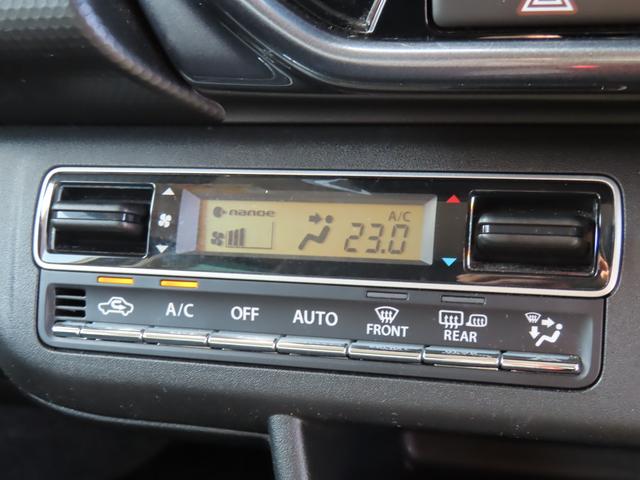 nanoe
A/C
23.0
A/C
OFF
AUTO
FRONT
REAR